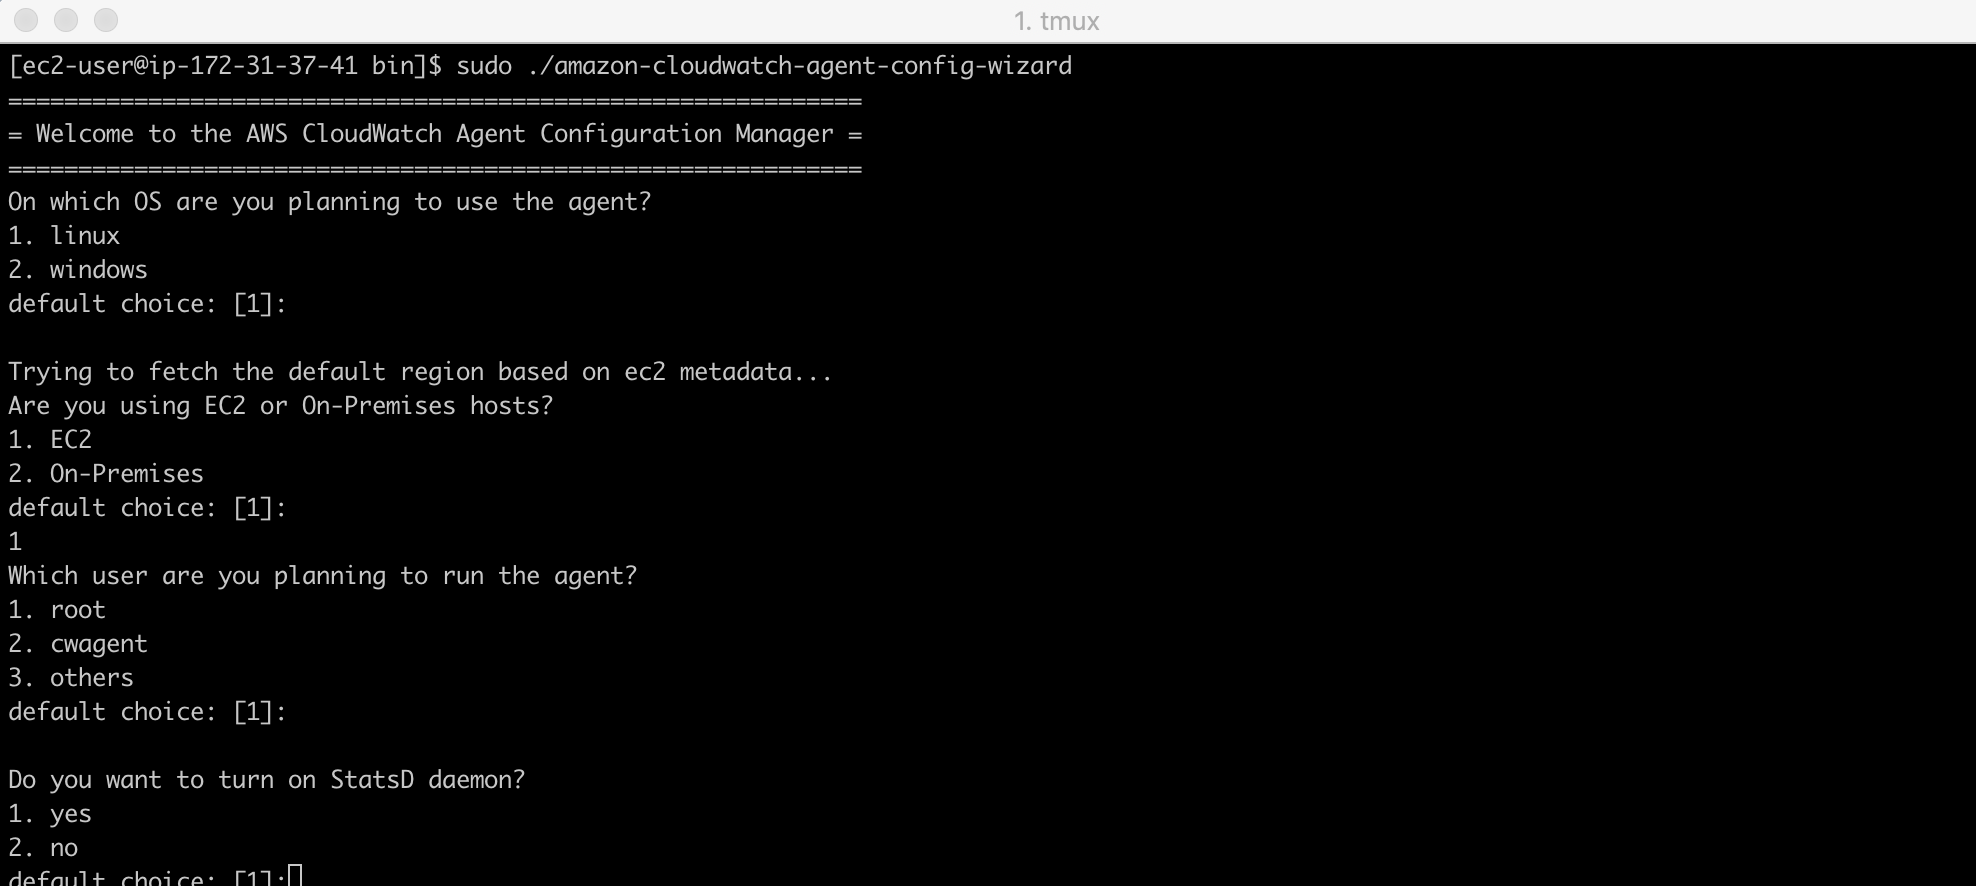 1. tmux
[ec2-user@ip-172-31-37-41 bin]$ sudo ./amazon-cloudwatch-agent-config-wizard
=============================================================
= Welcome to the AWS CloudWatch Agent Configuration Manager =
=============================================================
On which OS are you planning to use the agent?
1. linux
2. windows
default choice: [1]:
Trying to fetch the default region based on ec2 metadata...
Are you using EC2 or On-Premises hosts?
1. EC2
2. On-Premises
default choice: [1]:
1
Which user are you planning to run the agent?
1. root
2. cwagent
3. others
default choice: [1]:
Do you want to turn on StatsD daemon?
1. yes
2. no
default choice: [1]: